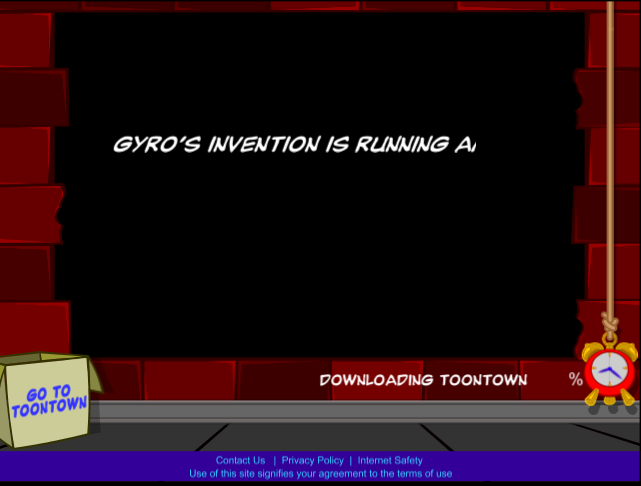 GYRO'S INVENTION IS RUNNING
DOWNLOADING TOONTOWN %
GO TO
TOONTOWN
Contact Us | Privacy Policy | Internet Safety
Use of this site signifies your agreement to the terms of use